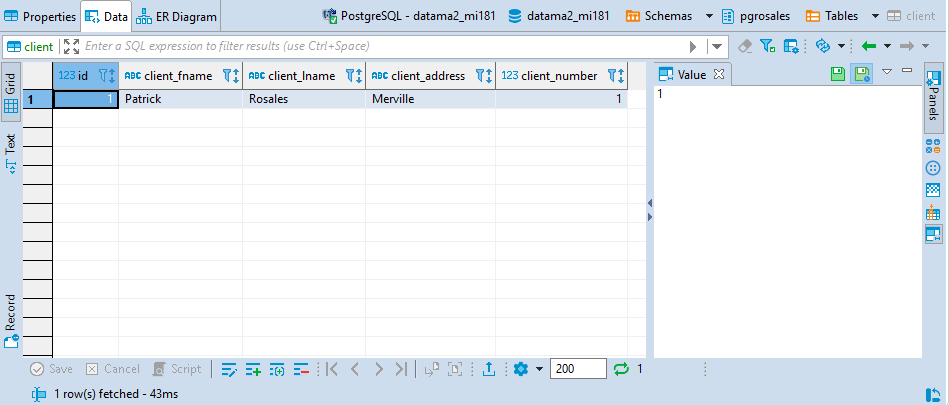 Properties Data ER Diagram PostgreSQL - datama2_mi181 datama2_mi181 Schemas pgrosales Tables client
client Enter a SQL expression to filter results (use Ctrl+Space)
Grid
Text
Record
123 id ABC client_fname ABC client_lname ABC client_address 123 client_number
1 1 Patrick Rosales Merville 1
Value
1
Panels
Save Cancel Script 200 1
1 row(s) fetched - 43ms